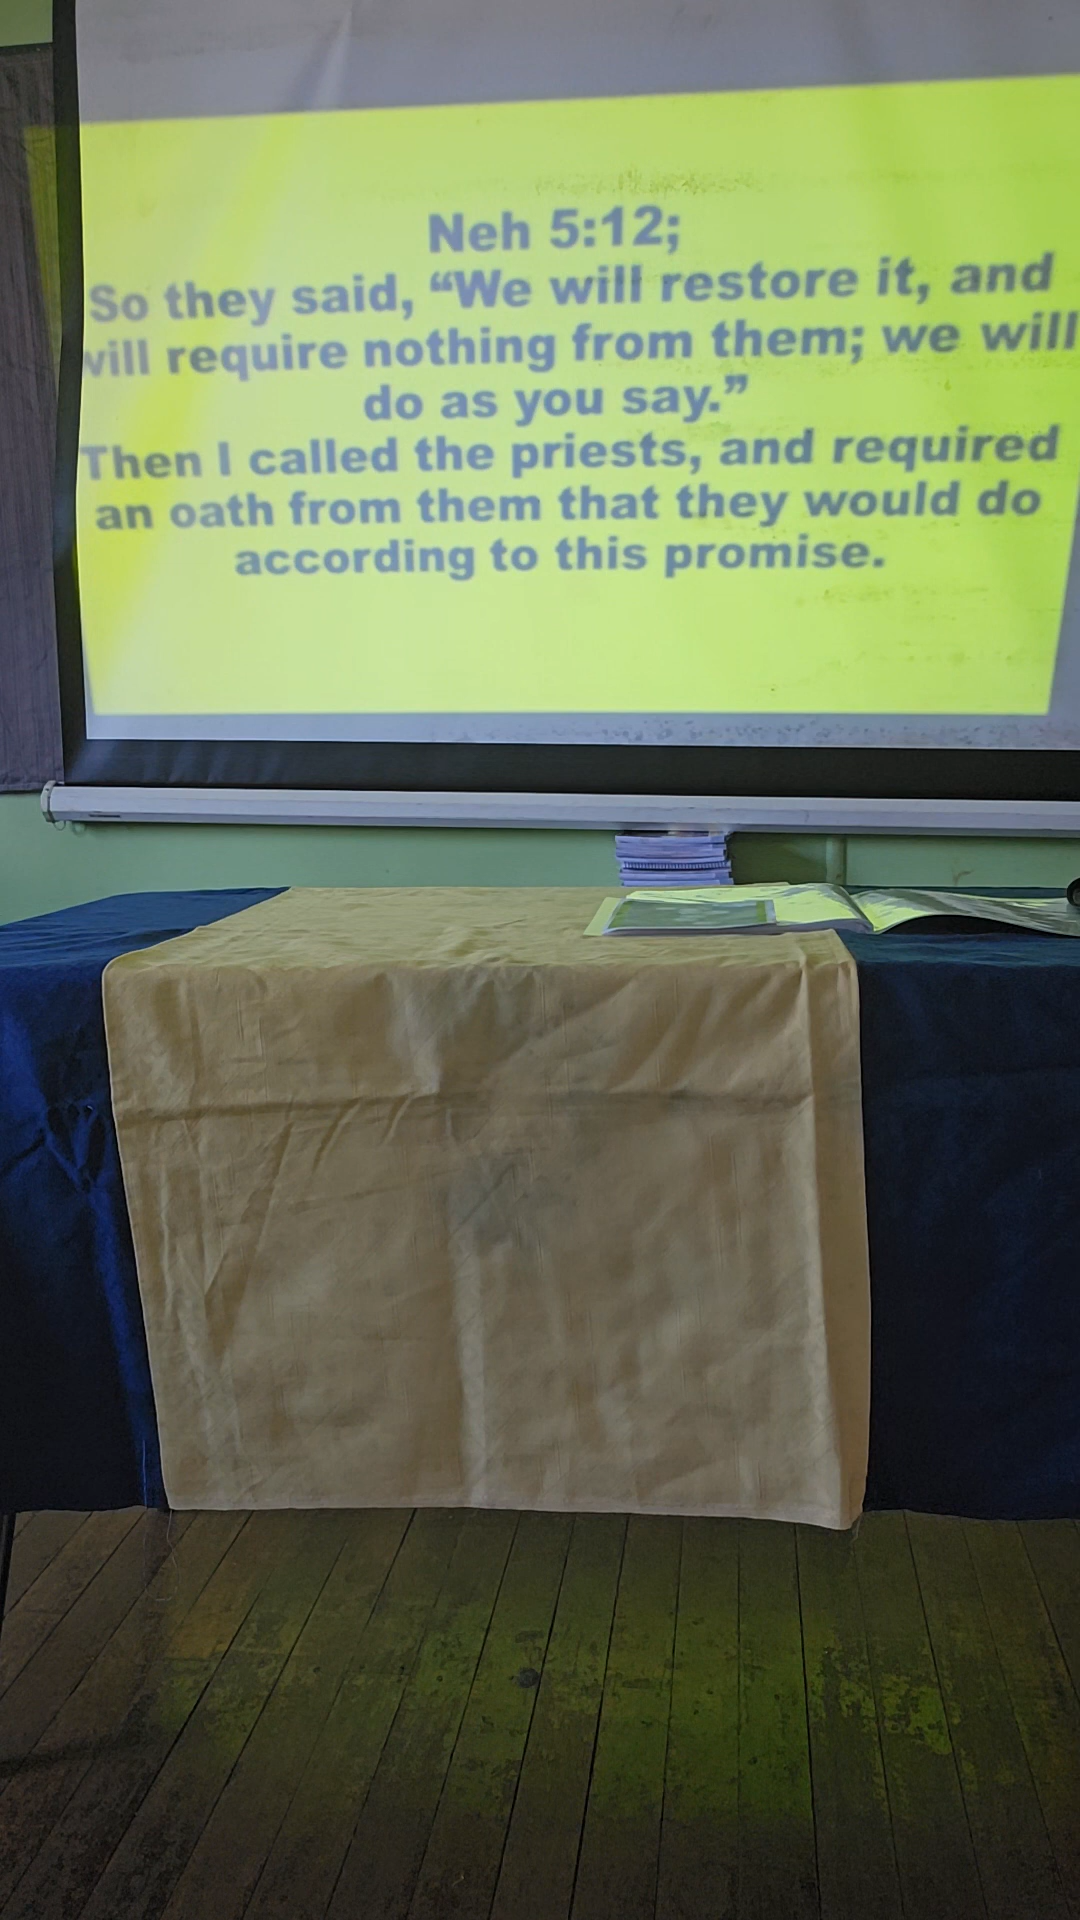 Neh 5:12;
So they said, “We will restore it, and
will require nothing from them; we will
do as you say.”
Then I called the priests, and required
an oath from them that they would do
according to this promise.